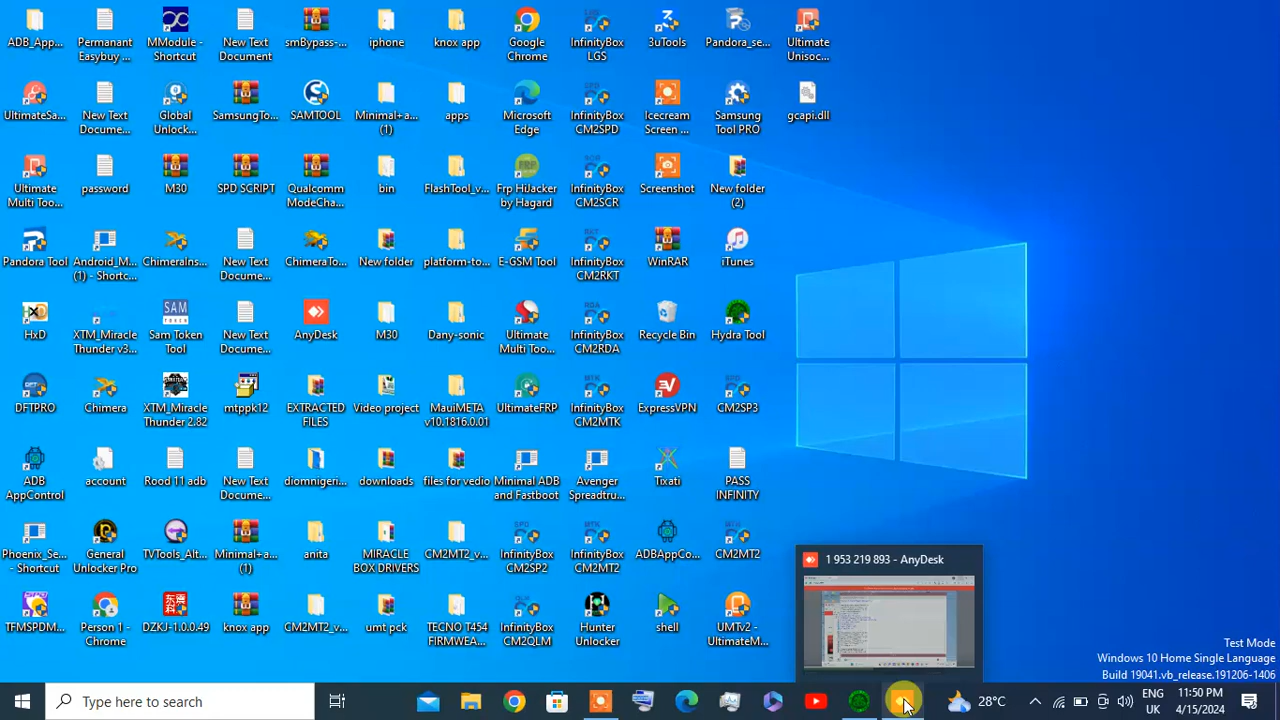 ADB_App...
Permanant
Easybuy ...
MModule -
Shortcut
New Text
Document
smBypass-...
iphone
knox app
Google
Chrome
InfinityBox
LGS
3uTools
Pandora_se...
Ultimate
Unisoc...
UltimateSa...
New Text
Docume...
Global
Unlock...
SamsungTo...
SAMTOOL
Minimal+a...
(1)
apps
Microsoft
Edge
InfinityBox
CM2SPD
Icecream
Screen ...
Samsung
Tool PRO
gcapi.dll
Ultimate
Multi Too...
password
M30
SPD SCRIPT
Qualcomm
ModeCha...
bin
FlashTool_v...
Frp HiJacker
by Hagard
InfinityBox
CM2SCR
Screenshot
New folder
(2)
Pandora Tool
Android_M...
(1) - Shortc...
ChimeraIns...
New Text
Docume...
ChimeraTo...
New folder
platform-to...
E-GSM Tool
InfinityBox
CM2RKT
WinRAR
iTunes
HxD
XTM_Miracle
Thunder v3...
Sam Token
Tool
New Text
Docume...
AnyDesk
M30
Dany-sonic
Ultimate
Multi Too...
InfinityBox
CM2RDA
Recycle Bin
Hydra Tool
DFTPRO
Chimera
XTM_Miracle
Thunder 2.82
mtppk12
EXTRACTED
FILES
Video project
MauiMETA
v10.1816.0.01
UltimateFRP
InfinityBox
CM2MTK
ExpressVPN
CM2SP3
ADB
AppControl
account
Rood 11 adb
New Text
Docume...
diomnigeri...
downloads
files for vedio
Minimal ADB
and Fastboot
Avenger
Spreadtru...
Tixati
PASS
INFINITY
Phoenix_Se...
- Shortcut
General
Unlocker Pro
TVTools_Alt...
Minimal+a...
(1)
anita
MIRACLE
BOX DRIVERS
CM2MT2_v...
InfinityBox
CM2SP2
InfinityBox
CM2MT2
ADBAppCo...
CM2MT2
1 953 219 893 - AnyDesk
TFMSPDM...
Person 1 -
Chrome
DZKJ-1.0.0.49
knox app
CM2MT2_v...
umt pck
TECNO T454
FIRMWEA...
InfinityBox
CM2QLM
Hunter
Unlocker
shell
UMTv2 -
UltimateM...
Test Mode
Windows 10 Home Single Language
Build 19041.vb_release.191206-1406
Type here to search
28°C
ENG
UK
11:50 PM
4/15/2024